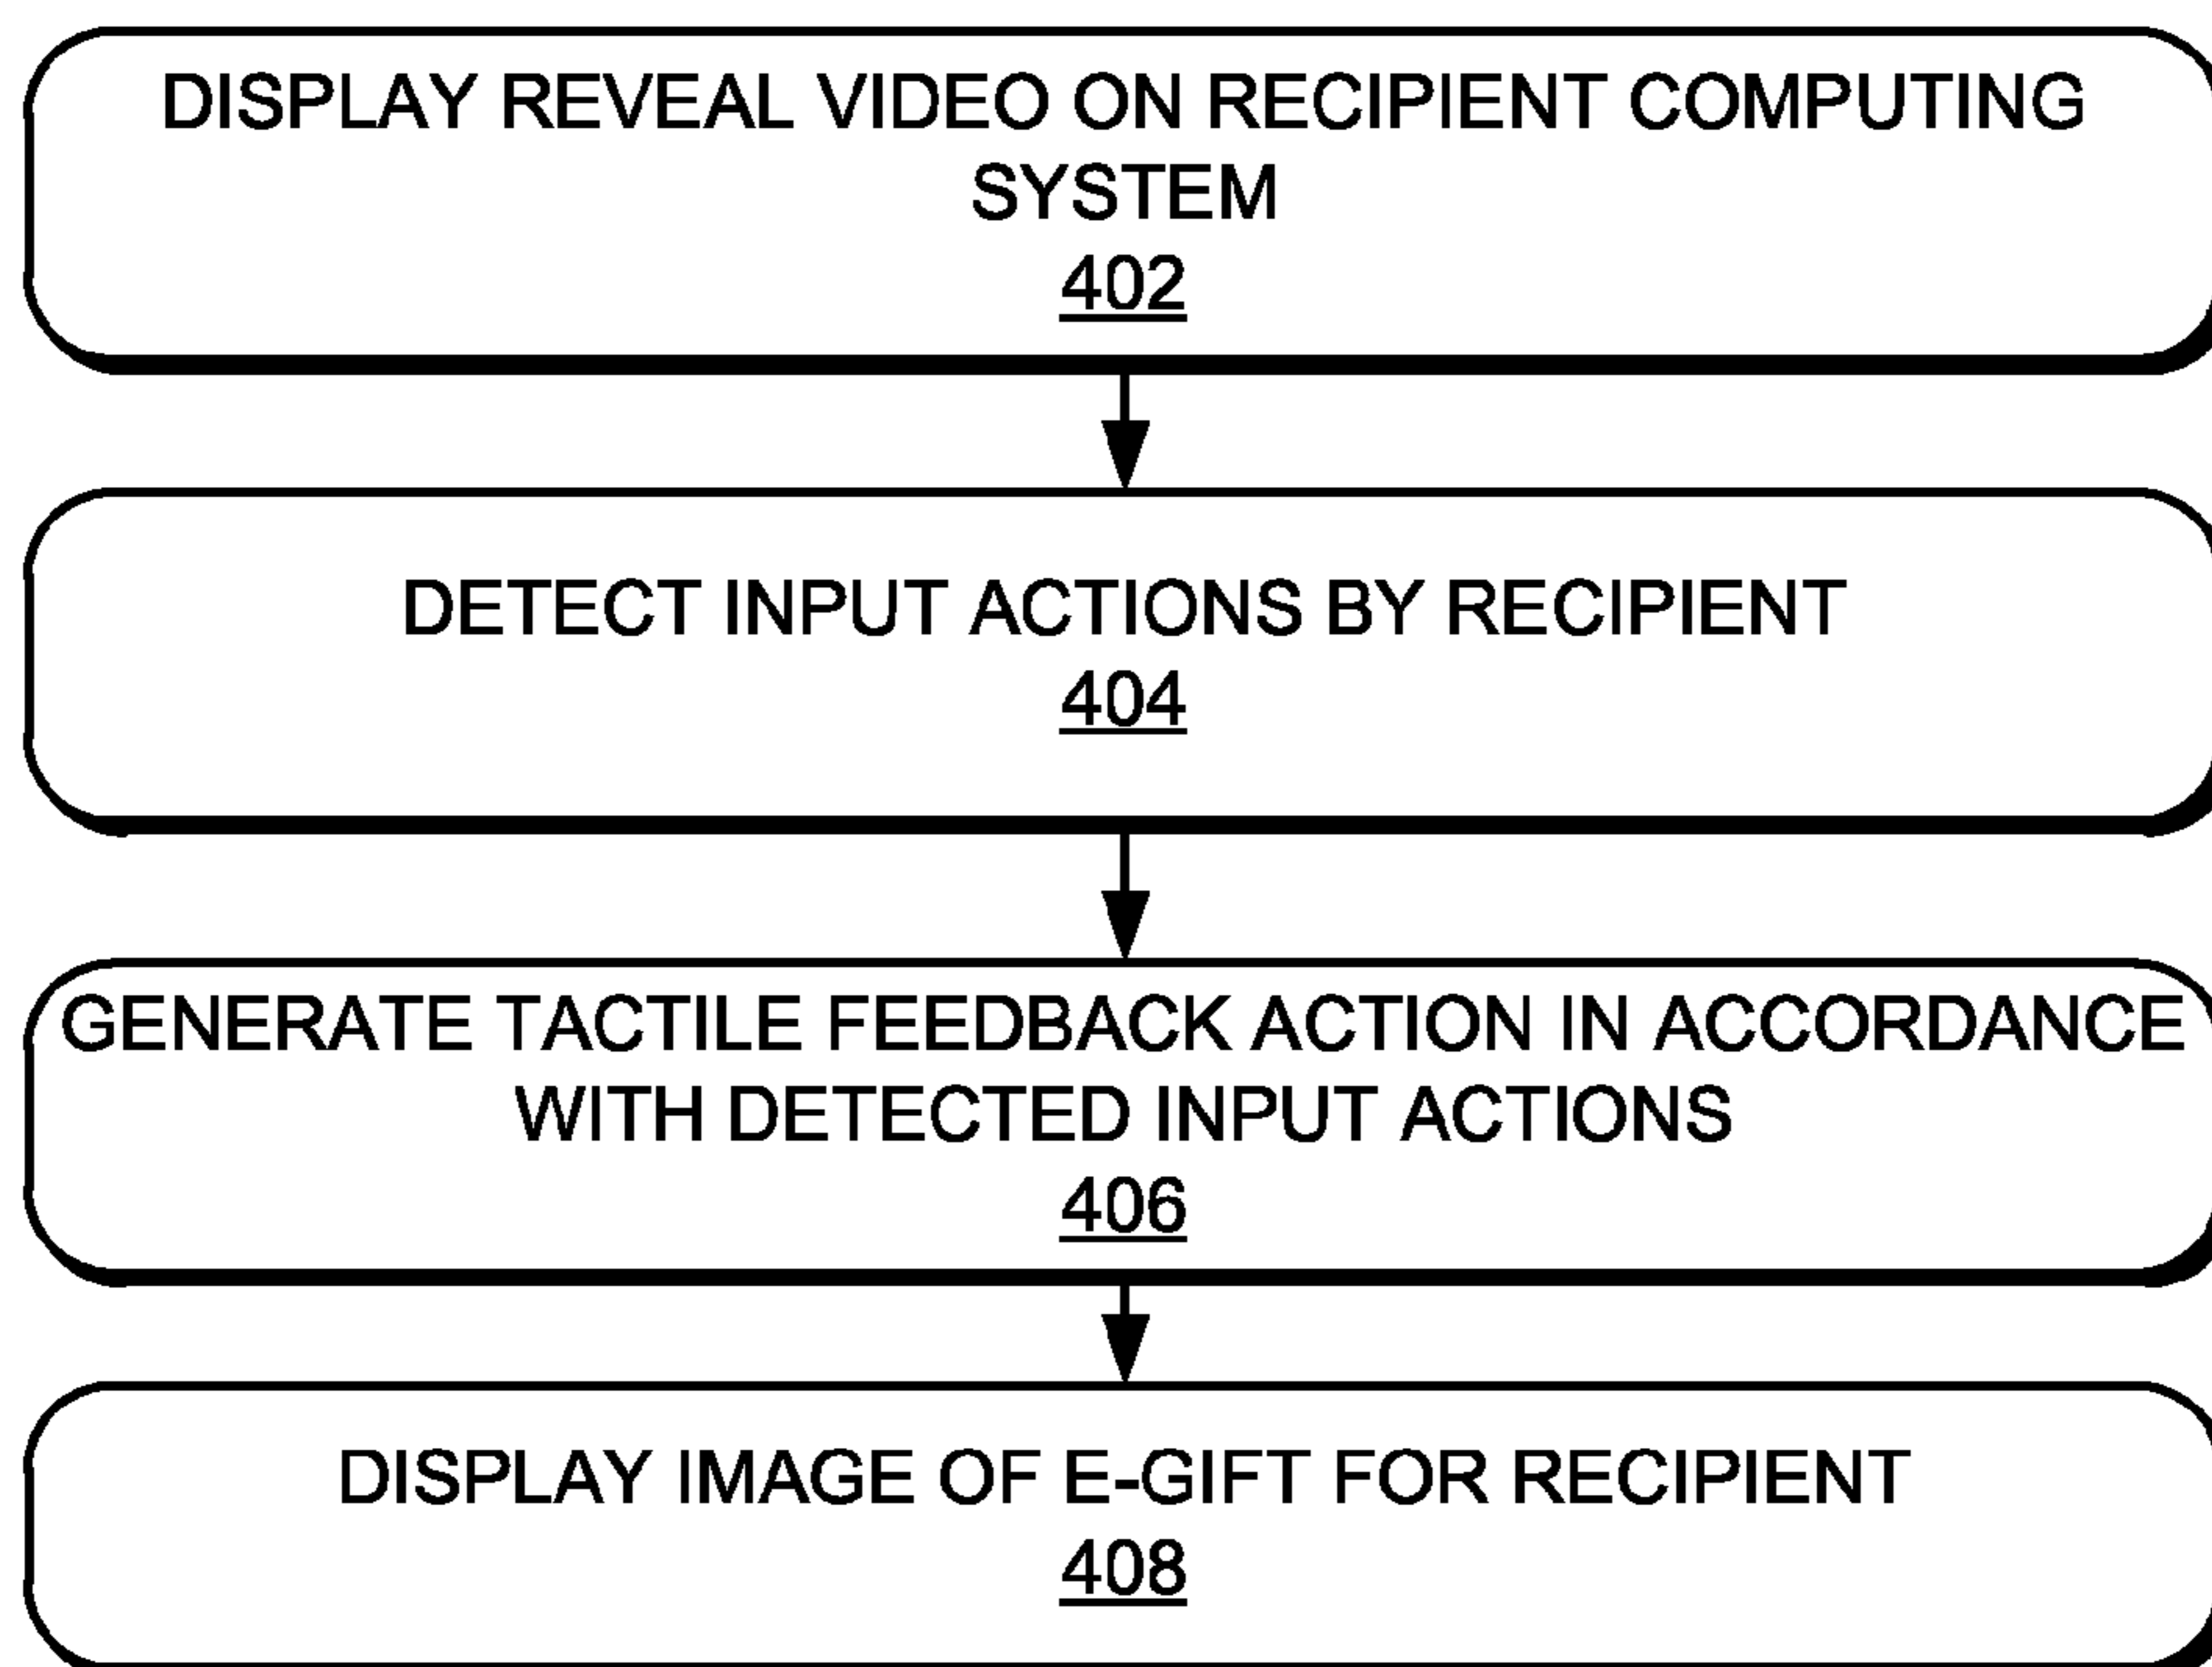 DISPLAY REVEAL VIDEO ON RECIPIENT COMPUTING
SYSTEM
402
DETECT INPUT ACTIONS BY RECIPIENT
404
GENERATE TACTILE FEEDBACK ACTION IN ACCORDANCE
WITH DETECTED INPUT ACTIONS
406
DISPLAY IMAGE OF E-GIFT FOR RECIPIENT
408